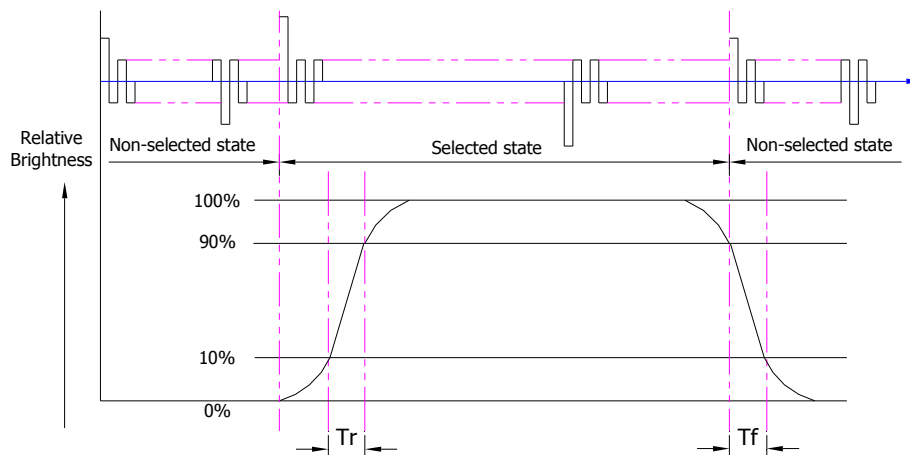 Relative
Brightness
Non-selected state
Selected state
Non-selected state
100%
90%
10%
0%
Tr
Tf